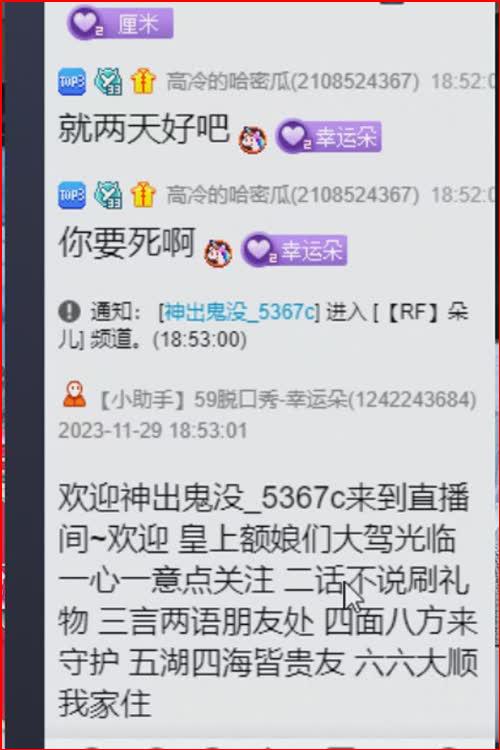 2 厘米
TOP3 高冷的哈密瓜(2108524367) 18:52:0
就两天好吧 2 幸运朵
TOP3 高冷的哈密瓜(2108524367) 18:52:0
你要死啊 2 幸运朵
通知： [神出鬼没_5367c] 进入 [【RF】朵
儿] 频道。(18:53:00)
【小助手】59脱口秀-幸运朵(1242243684)
2023-11-29 18:53:01
欢迎神出鬼没_5367c来到直播
间~欢迎 皇上额娘们大驾光临
一心一意点关注 二话不说刷礼
物 三言两语朋友处 四面八方来
守护 五湖四海皆贵友 六六大顺
我家住